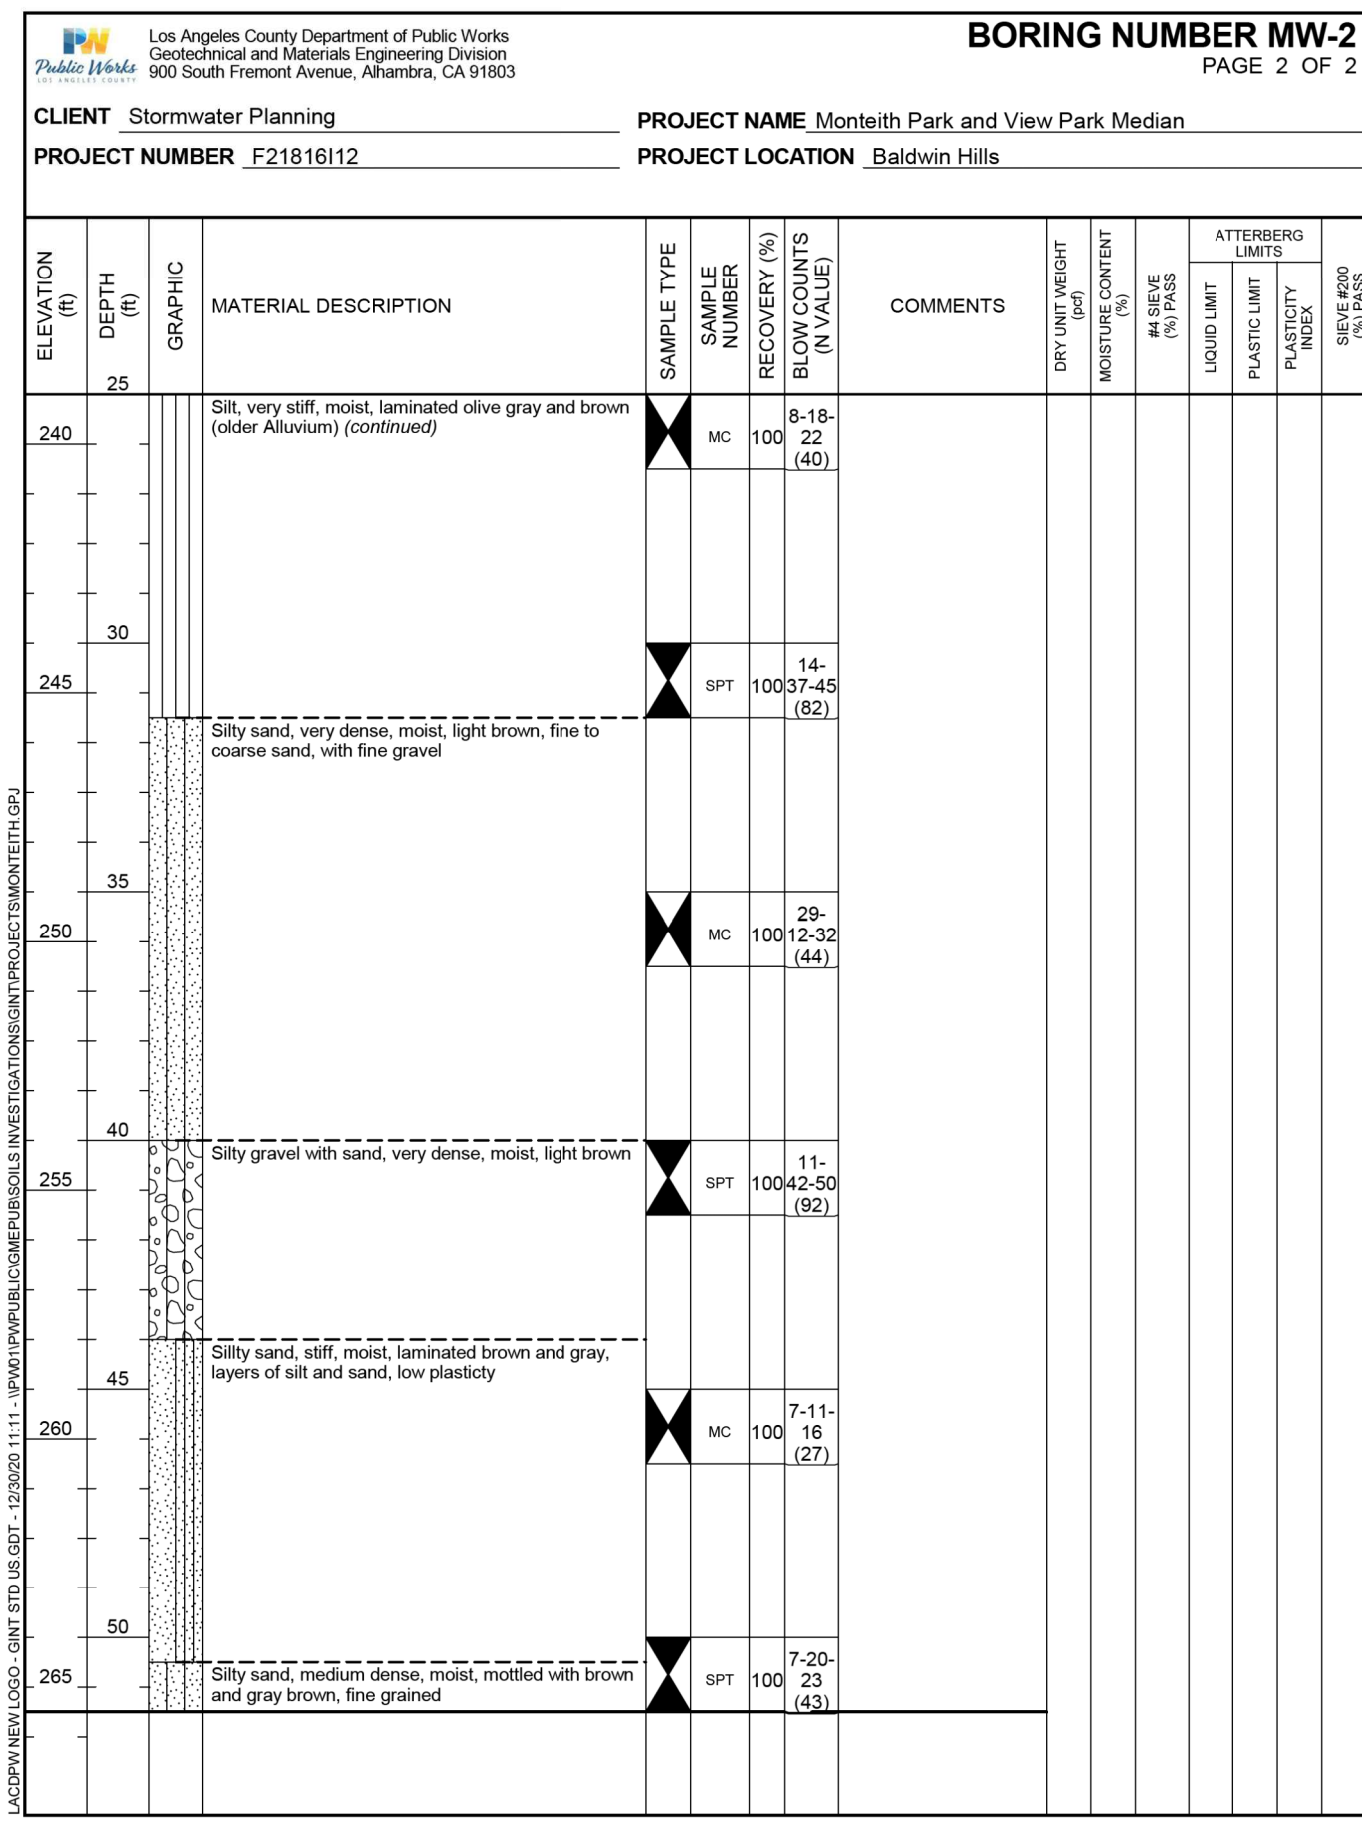 PW
Public Works
LOS ANGELES COUNTY
Los Angeles County Department of Public Works
Geotechnical and Materials Engineering Division
900 South Fremont Avenue, Alhambra, CA 91803
BORING NUMBER MW-2
PAGE 2 OF 2
CLIENT Stormwater Planning
PROJECT NAME Monteith Park and View Park Median
PROJECT NUMBER F21816I12
PROJECT LOCATION Baldwin Hills
ELEVATION
(ft)
DEPTH
(ft)
GRAPHIC
MATERIAL DESCRIPTION
SAMPLE TYPE
SAMPLE
NUMBER
RECOVERY (%)
BLOW COUNTS
(N VALUE)
COMMENTS
DRY UNIT WEIGHT
(pcf)
MOISTURE CONTENT
(%)
#4 SIEVE
(%) PASS
ATTERBERG
LIMITS
LIQUID LIMIT
PLASTIC LIMIT
PLASTICITY
INDEX
SIEVE #200
(%) PASS
25
Silt, very stiff, moist, laminated olive gray and brown
(older Alluvium) (continued)
240
MC
100
8-18-
22
(40)
30
245
SPT
100
14-
37-45
(82)
Silty sand, very dense, moist, light brown, fine to
coarse sand, with fine gravel
35
250
MC
100
29-
12-32
(44)
40
Silty gravel with sand, very dense, moist, light brown
255
SPT
100
11-
42-50
(92)
Sillty sand, stiff, moist, laminated brown and gray,
layers of silt and sand, low plasticty
45
260
MC
100
7-11-
16
(27)
50
Silty sand, medium dense, moist, mottled with brown
and gray brown, fine grained
265
SPT
100
7-20-
23
(43)
LACDPW NEW LOGO - GINT STD US.GDT - 12/30/20 11:11 - \\PW01\PWPUBLIC\GMEPUB\SOILS INVESTIGATIONS\GINT\PROJECTS\MONTEITH.GPJ